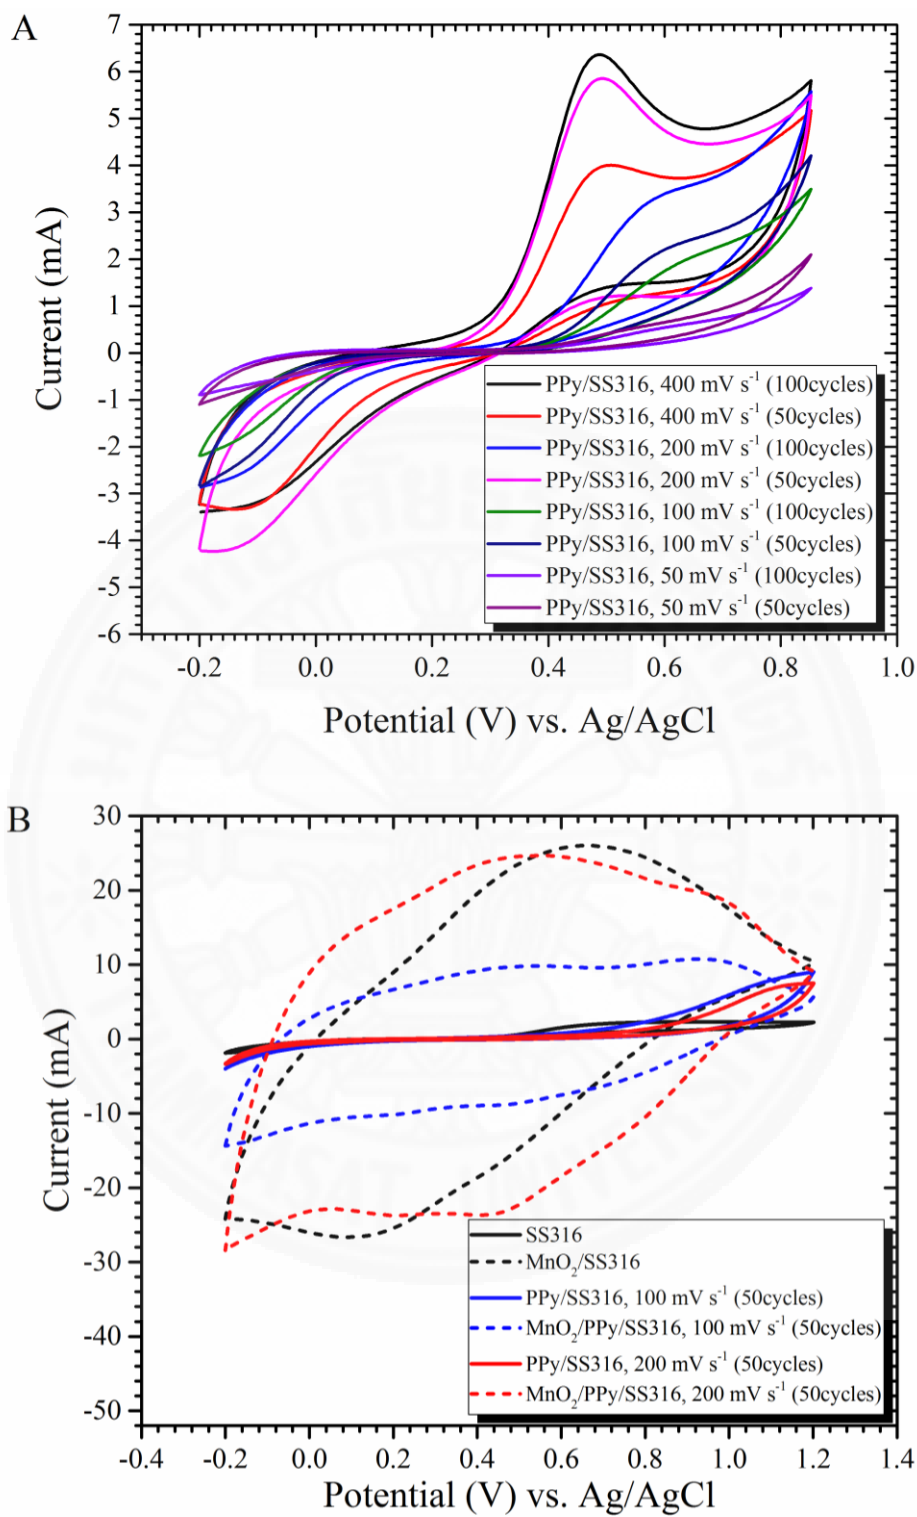 A
7
6
5
4
3
2
1
0
-1
-2
-3
-4
-5
-6
Current (mA)
PPy/SS316, 400 mV s⁻¹ (100cycles)
PPy/SS316, 400 mV s⁻¹ (50cycles)
PPy/SS316, 200 mV s⁻¹ (100cycles)
PPy/SS316, 200 mV s⁻¹ (50cycles)
PPy/SS316, 100 mV s⁻¹ (100cycles)
PPy/SS316, 100 mV s⁻¹ (50cycles)
PPy/SS316, 50 mV s⁻¹ (100cycles)
PPy/SS316, 50 mV s⁻¹ (50cycles)
-0.2 0.0 0.2 0.4 0.6 0.8 1.0
Potential (V) vs. Ag/AgCl
B
30
20
10
0
-10
-20
-30
-40
-50
Current (mA)
SS316
MnO₂/SS316
PPy/SS316, 100 mV s⁻¹ (50cycles)
MnO₂/PPy/SS316, 100 mV s⁻¹ (50cycles)
PPy/SS316, 200 mV s⁻¹ (50cycles)
MnO₂/PPy/SS316, 200 mV s⁻¹ (50cycles)
-0.4 -0.2 0.0 0.2 0.4 0.6 0.8 1.0 1.2 1.4
Potential (V) vs. Ag/AgCl